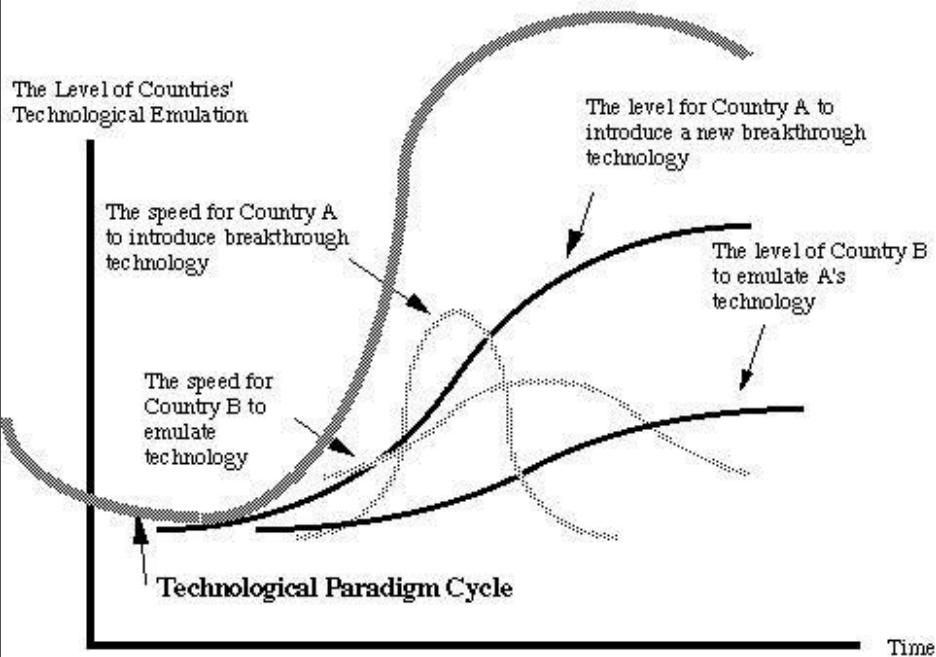 The Level of Countries'
Technological Emulation
The level for Country A to
introduce a new breakthrough
technology
The speed for Country A
to introduce breakthrough
technology
The level of Country B
to emulate A's
technology
The speed for
Country B to
emulate
technology
Technological Paradigm Cycle
Time